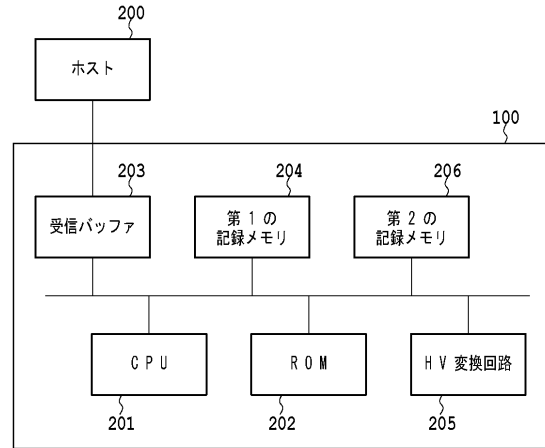 200
ホスト
100
203
204
206
受信バッファ
第1の
記録メモリ
第2の
記録メモリ
CPU
ROM
HV変換回路
201
202
205